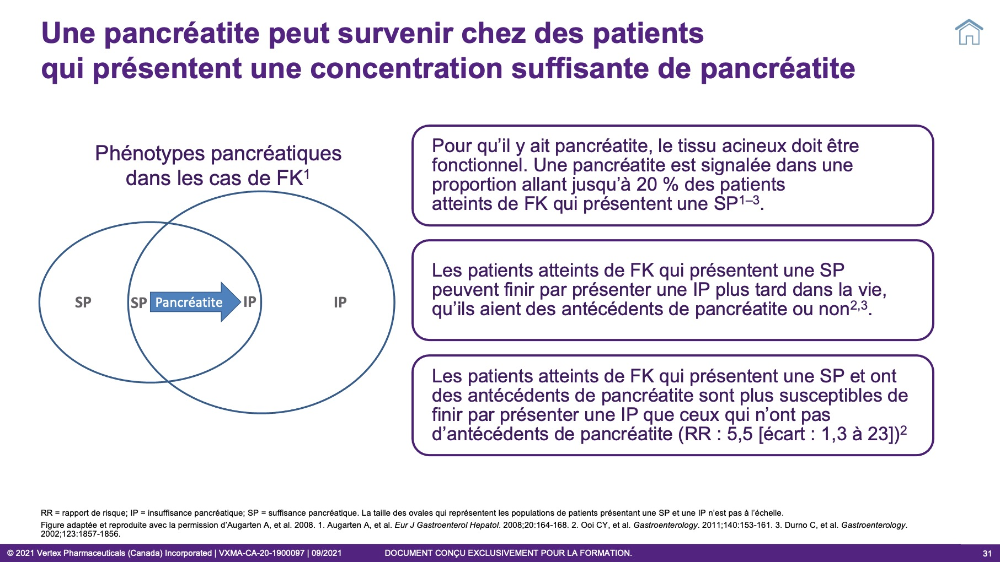 Une pancréatite peut survenir chez des patients
qui présentent une concentration suffisante de pancréatite
Phénotypes pancréatiques
dans les cas de FK¹
SP
SP
Pancréatite
IP
IP
Pour qu’il y ait pancréatite, le tissu acineux doit être
fonctionnel. Une pancréatite est signalée dans une
proportion allant jusqu’à 20 % des patients
atteints de FK qui présentent une SP¹⁻³.
Les patients atteints de FK qui présentent une SP
peuvent finir par présenter une IP plus tard dans la vie,
qu’ils aient des antécédents de pancréatite ou non²,³.
Les patients atteints de FK qui présentent une SP et ont
des antécédents de pancréatite sont plus susceptibles de
finir par présenter une IP que ceux qui n’ont pas
d’antécédents de pancréatite (RR : 5,5 [écart : 1,3 à 23])²
RR = rapport de risque; IP = insuffisance pancréatique; SP = suffisance pancréatique. La taille des ovales qui représentent les populations de patients présentant une SP et une IP n’est pas à l’échelle.
Figure adaptée et reproduite avec la permission d’Augarten A, et al. 2008. 1. Augarten A, et al. Eur J Gastroenterol Hepatol. 2008;20:164-168. 2. Ooi CY, et al. Gastroenterology. 2011;140:153-161. 3. Durno C, et al. Gastroenterology.
2002;123:1857-1856.
© 2021 Vertex Pharmaceuticals (Canada) Incorporated | VXMA-CA-20-1900097 | 09/2021
DOCUMENT CONÇU EXCLUSIVEMENT POUR LA FORMATION.
31